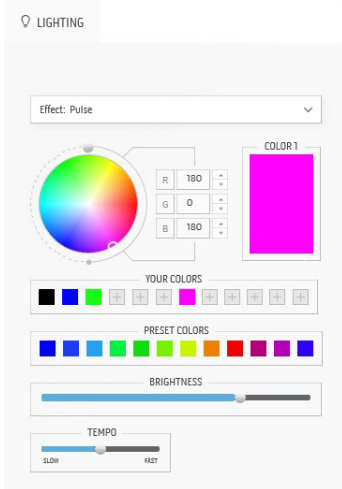 LIGHTING
Effect: Pulse
COLOR 1
R 180
G 0
B 180
YOUR COLORS
PRESET COLORS
BRIGHTNESS
TEMPO
SLOW FAST